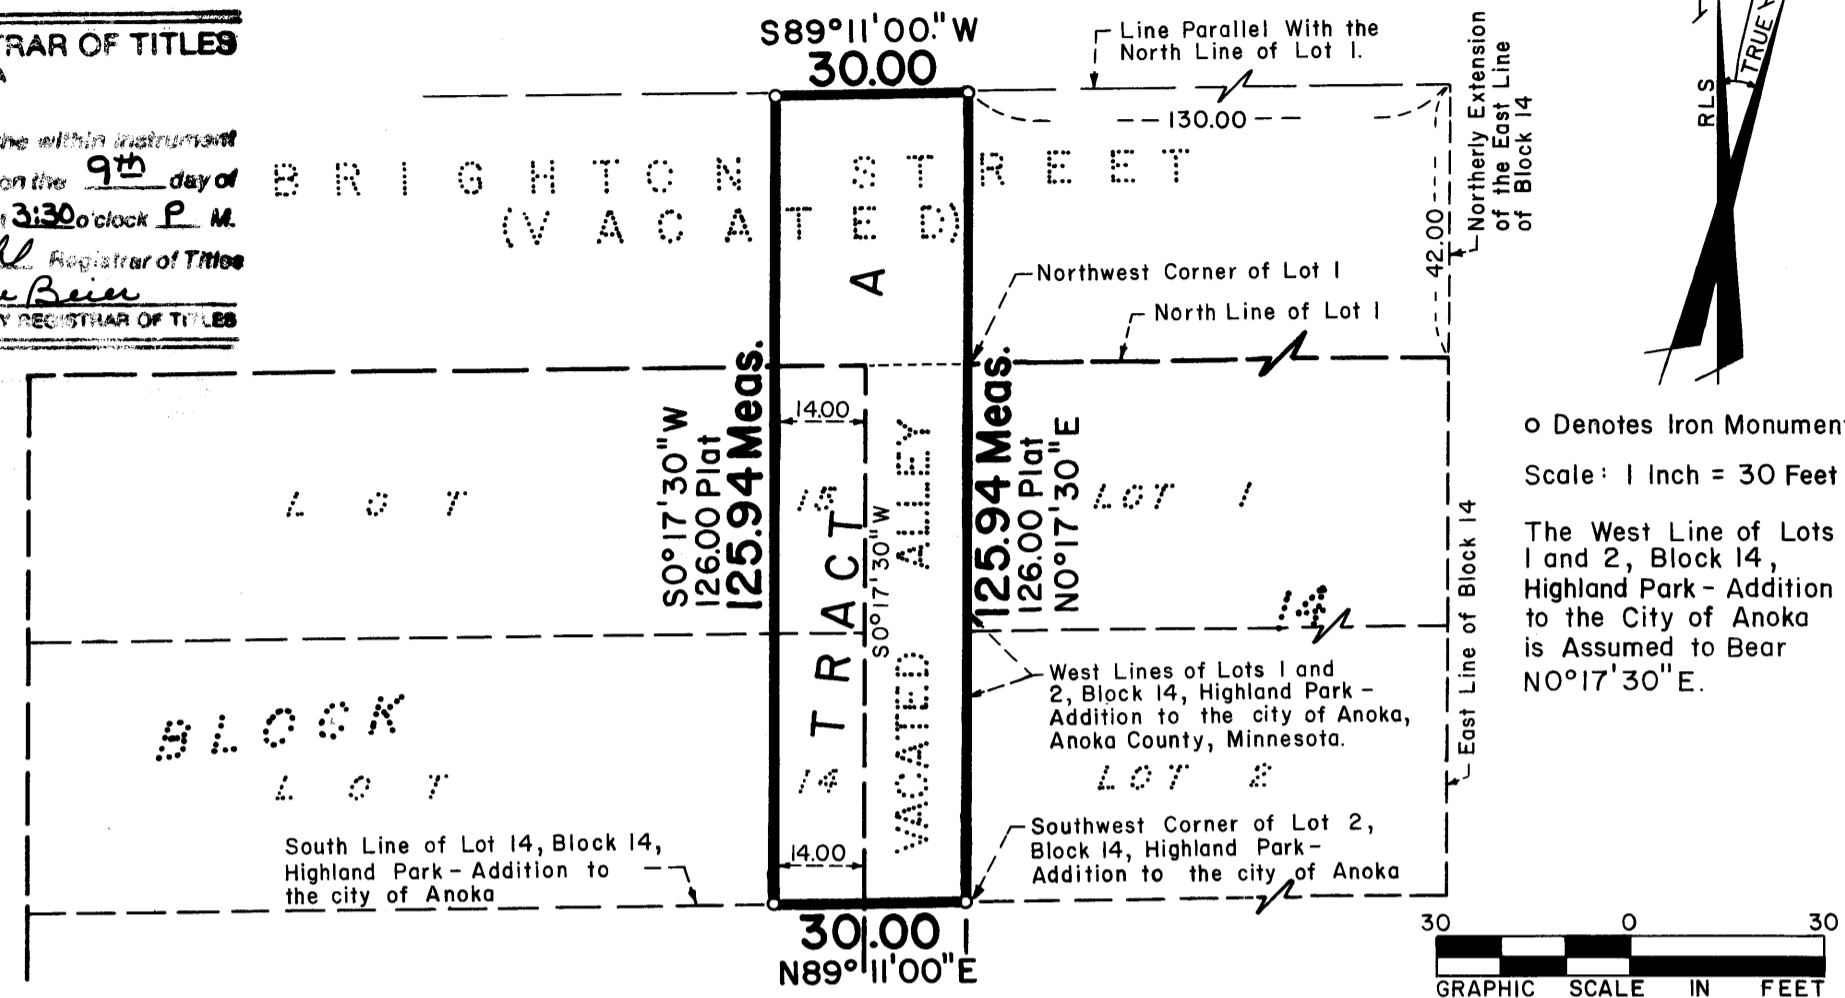 TRAR OF TITLES
the within instrument
on the 9th day of
3:30 o'clock P M.
Registrar of Titles
Beier
Y REGISTRAR OF TITLES
S89°11'00."W
30.00
Line Parallel With the
North Line of Lot 1.
130.00
BRIGHTON STREET
(VACATED)
42.00
Northerly Extension
of the East Line
of Block 14
RLS
TRUE
Northwest Corner of Lot 1
North Line of Lot 1
TRACT A
VACATED ALLEY
S0°17'30"W
S0°17'30"W
126.00 Plat
125.94 Meas.
125.94 Meas.
126.00 Plat
N0°17'30"E
14.00
LOT 15
LOT 1
BLOCK 14
LOT 14
LOT 2
14.00
West Lines of Lots 1 and
2, Block 14, Highland Park -
Addition to the city of Anoka,
Anoka County, Minnesota.
Southwest Corner of Lot 2,
Block 14, Highland Park -
Addition to the city of Anoka
South Line of Lot 14, Block 14,
Highland Park - Addition to
the city of Anoka
30.00
N89°11'00"E
East Line of Block 14
o Denotes Iron Monument
Scale: 1 Inch = 30 Feet
The West Line of Lots
1 and 2, Block 14,
Highland Park - Addition
to the City of Anoka
is Assumed to Bear
N0°17'30"E.
30 0 30
GRAPHIC SCALE IN FEET